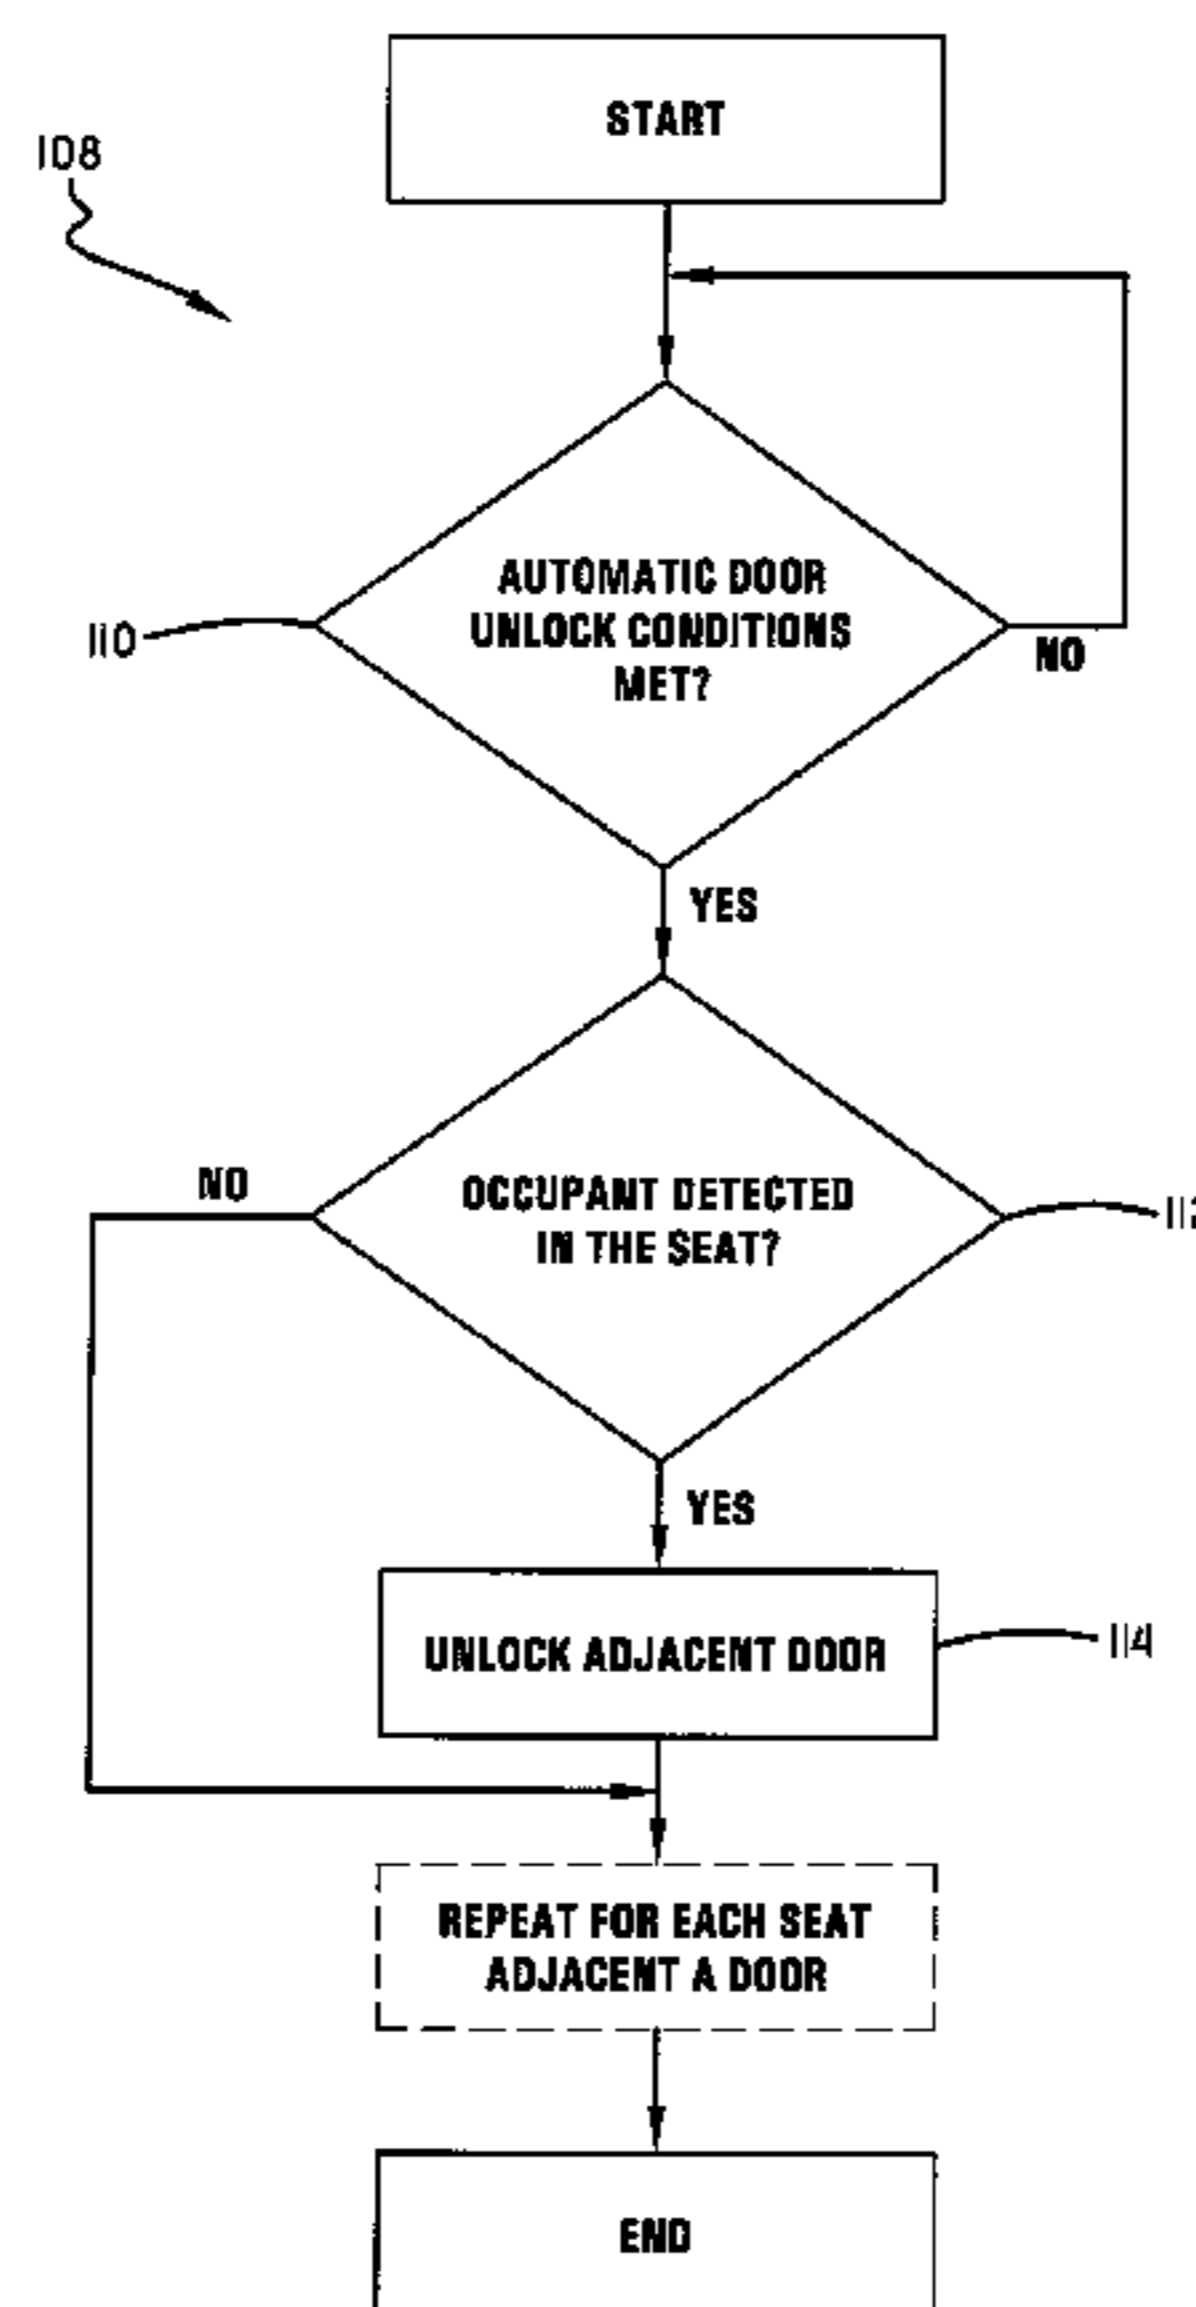 START
108
AUTOMATIC DOOR
UNLOCK CONDITIONS
MET?
110
NO
YES
NO
OCCUPANT DETECTED
IN THE SEAT?
YES
UNLOCK ADJACENT DOOR
114
REPEAT FOR EACH SEAT
ADJACENT A DOOR
END